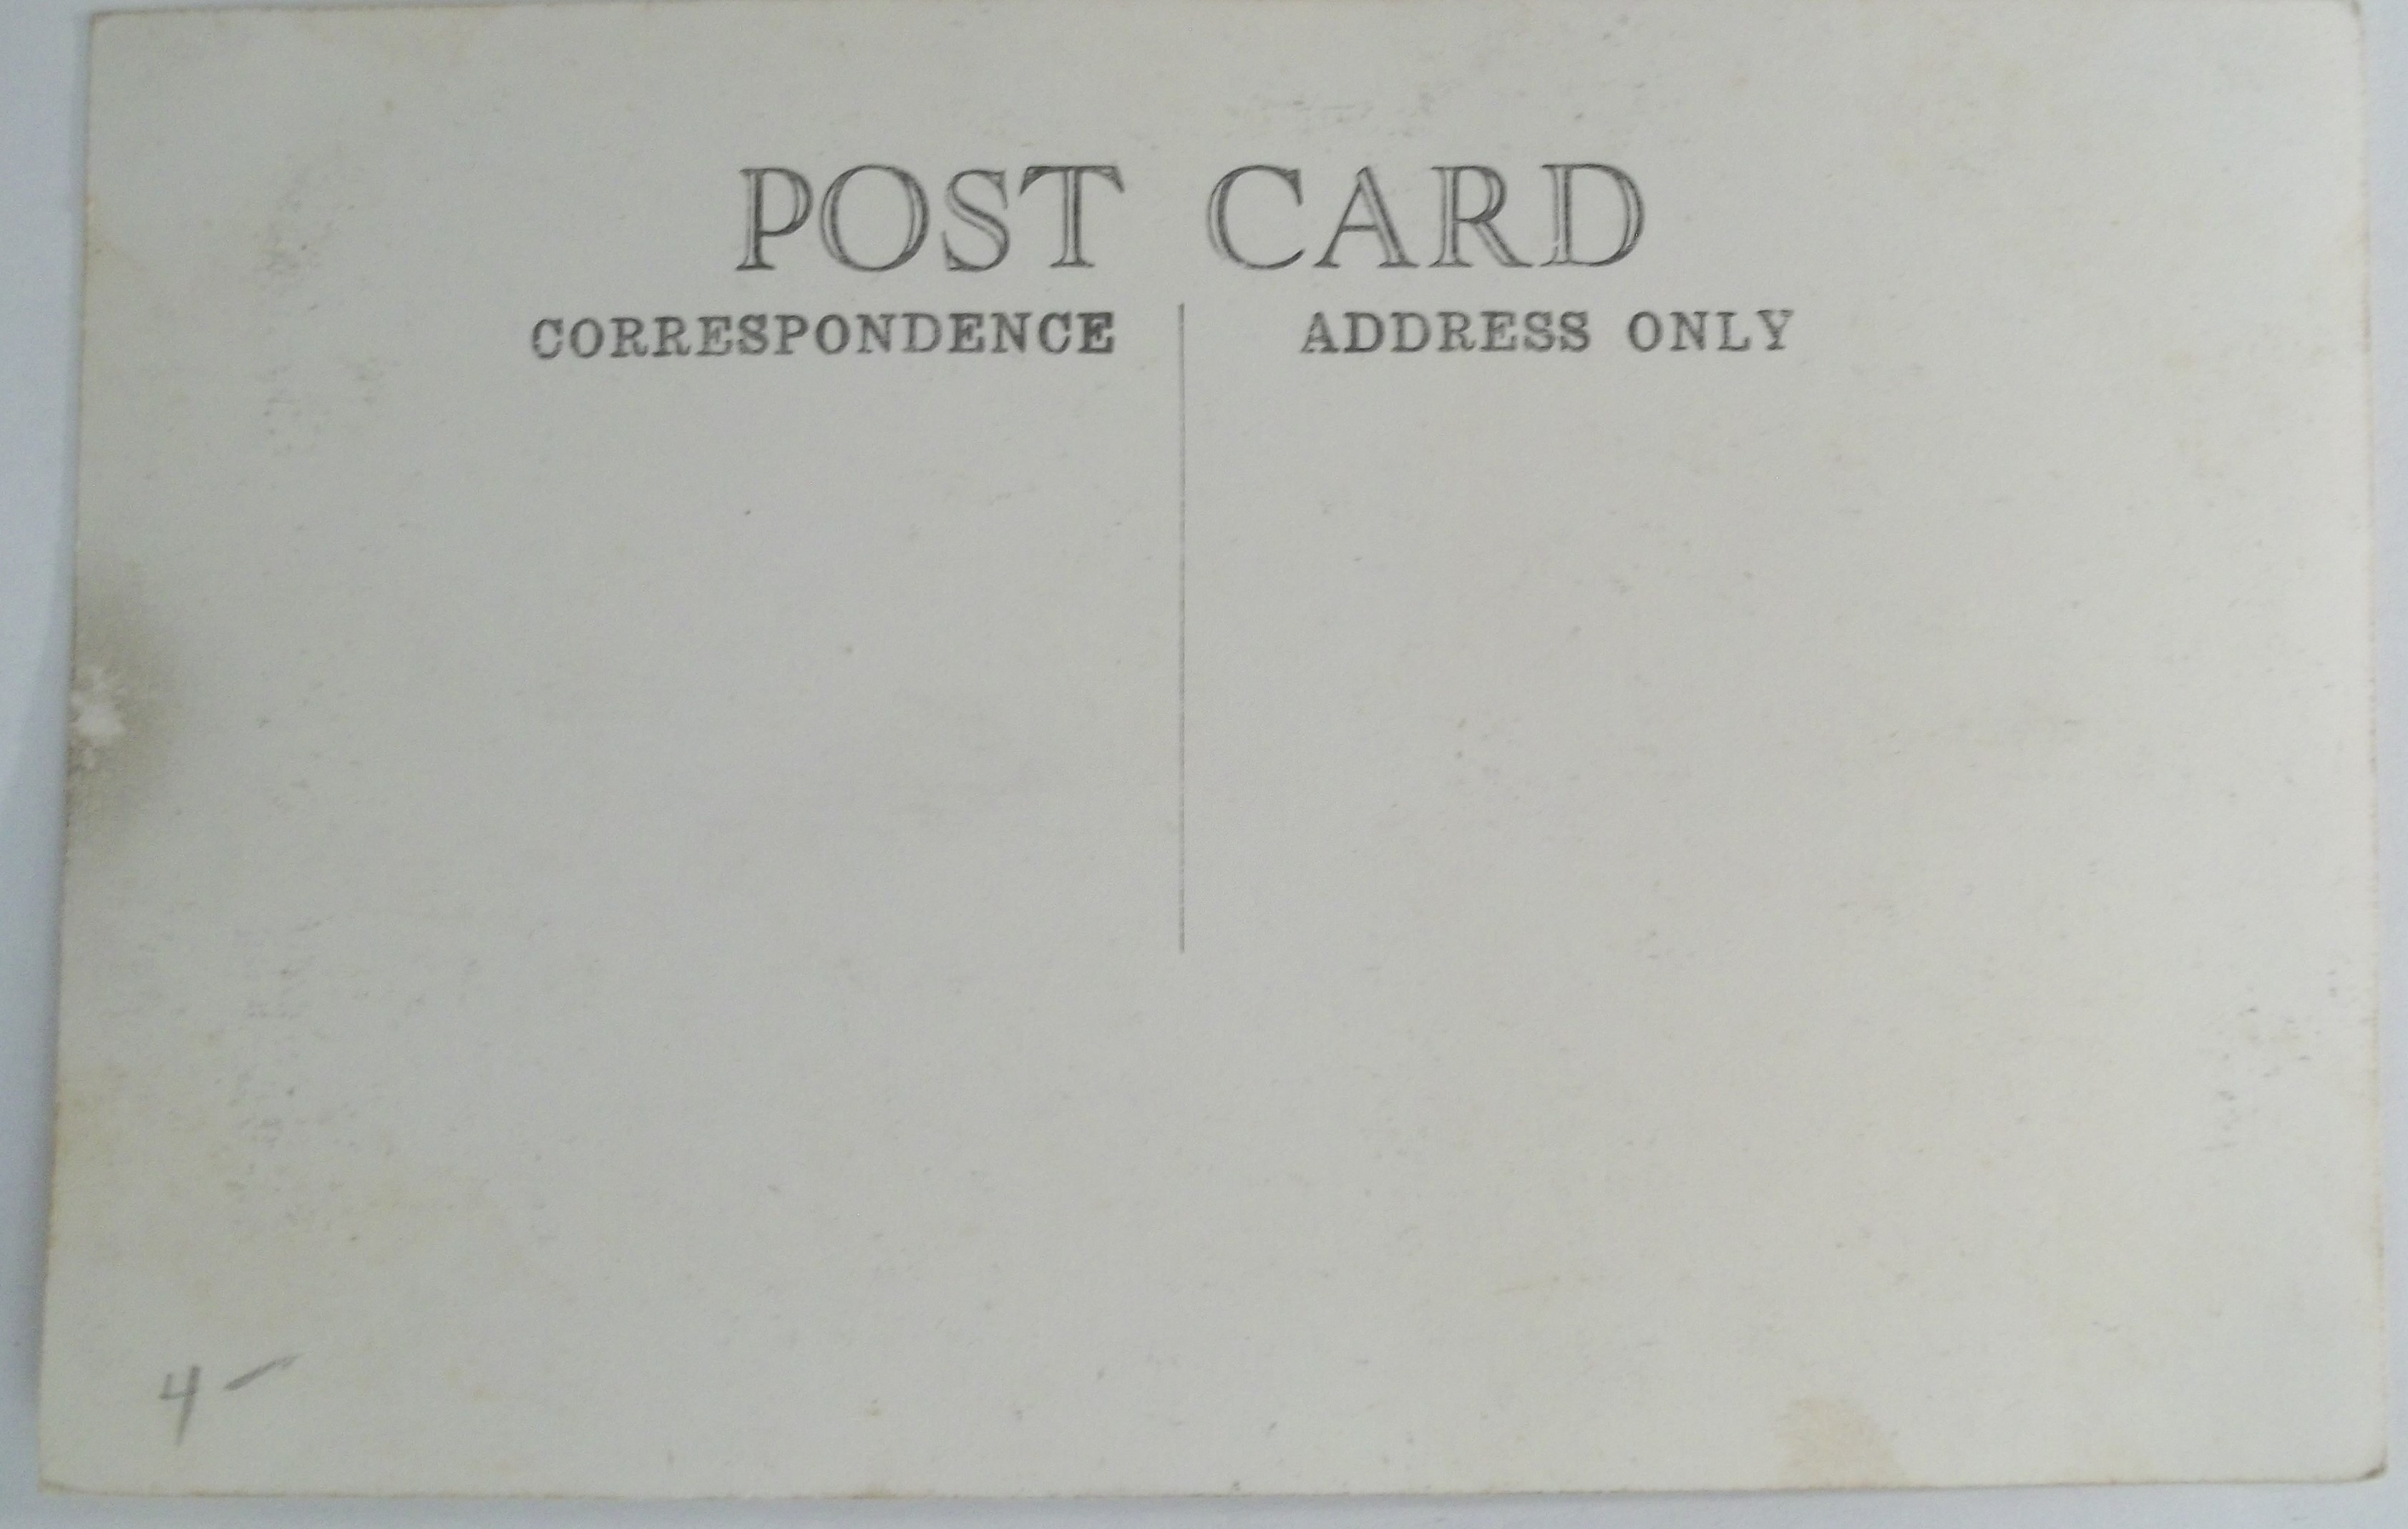 POST CARD
CORRESPONDENCE
ADDRESS ONLY
4 -